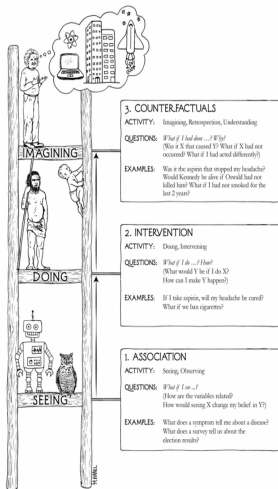 3. COUNTERFACTUALS
ACTIVITY: Imagining, Retrospection, Understanding
QUESTIONS: What if I had done ...? Why?
(Was it X that caused Y? What if X had not
occurred? What if I had acted differently?)
EXAMPLES: Was it the aspirin that stopped my headache?
Would Kennedy be alive if Oswald had not
killed him? What if I had not smoked for the
last 2 years?
IMAGINING
2. INTERVENTION
ACTIVITY: Doing, Intervening
QUESTIONS: What if I do ...? How?
(What would Y be if I do X?
How can I make Y happen?)
EXAMPLES: If I take aspirin, will my headache be cured?
What if we ban cigarettes?
DOING
1. ASSOCIATION
ACTIVITY: Seeing, Observing
QUESTIONS: What if I see ...?
(How are the variables related?
How would seeing X change my belief in Y?)
EXAMPLES: What does a symptom tell me about a disease?
What does a survey tell us about the
election results?
SEEING